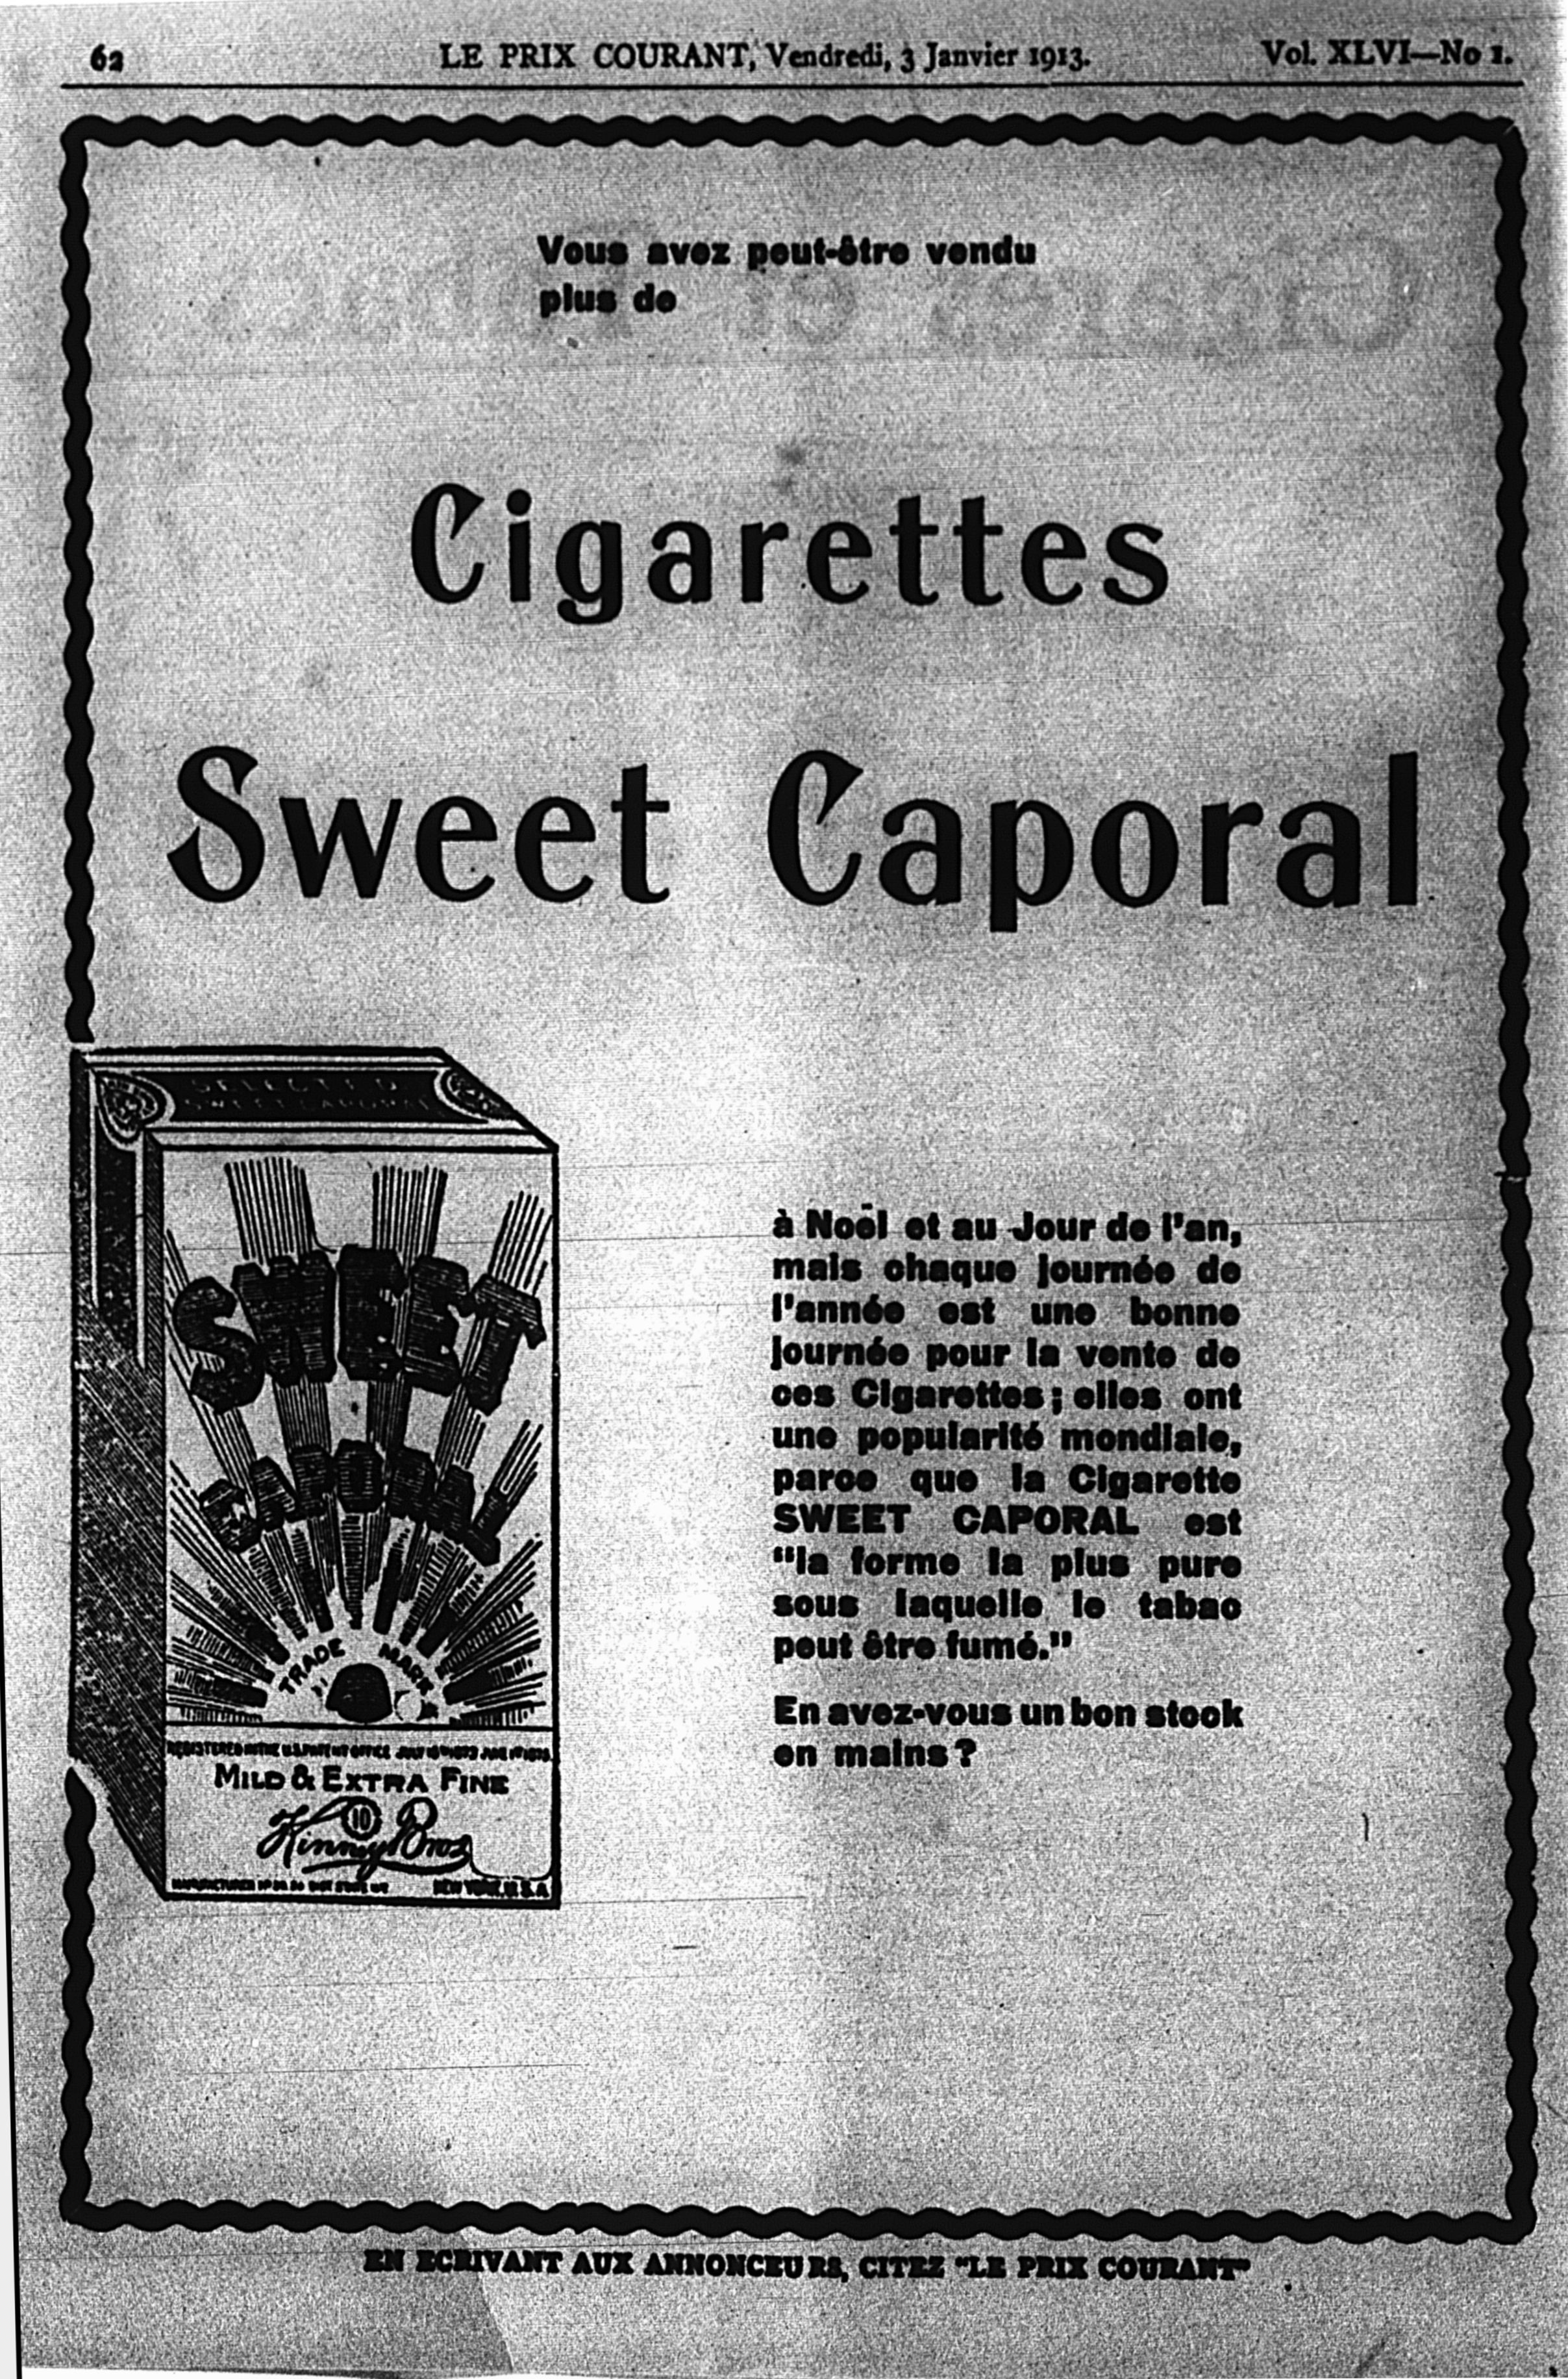 62 LE PRIX COURANT, Vendredi, 3 Janvier 1913. Vol. XLVI—No 1.
Vous avez peut-être vendu
plus de
Cigarettes
Sweet Caporal
SELECTED
SWEET CAPORAL
SWEET
CAPORAL
TRADE MARK
MILD & EXTRA FINE
10
Kinney Bros
NEW YORK, U.S.A.
à Noël et au Jour de l'an,
mais chaque journée de
l'année est une bonne
journée pour la vente de
ces Cigarettes; elles ont
une popularité mondiale,
parce que la Cigarette
SWEET CAPORAL est
"la forme la plus pure
sous laquelle le tabac
peut être fumé."
En avez-vous un bon stock
en mains?
EN ECRIVANT AUX ANNONCEURS, CITEZ "LE PRIX COURANT"